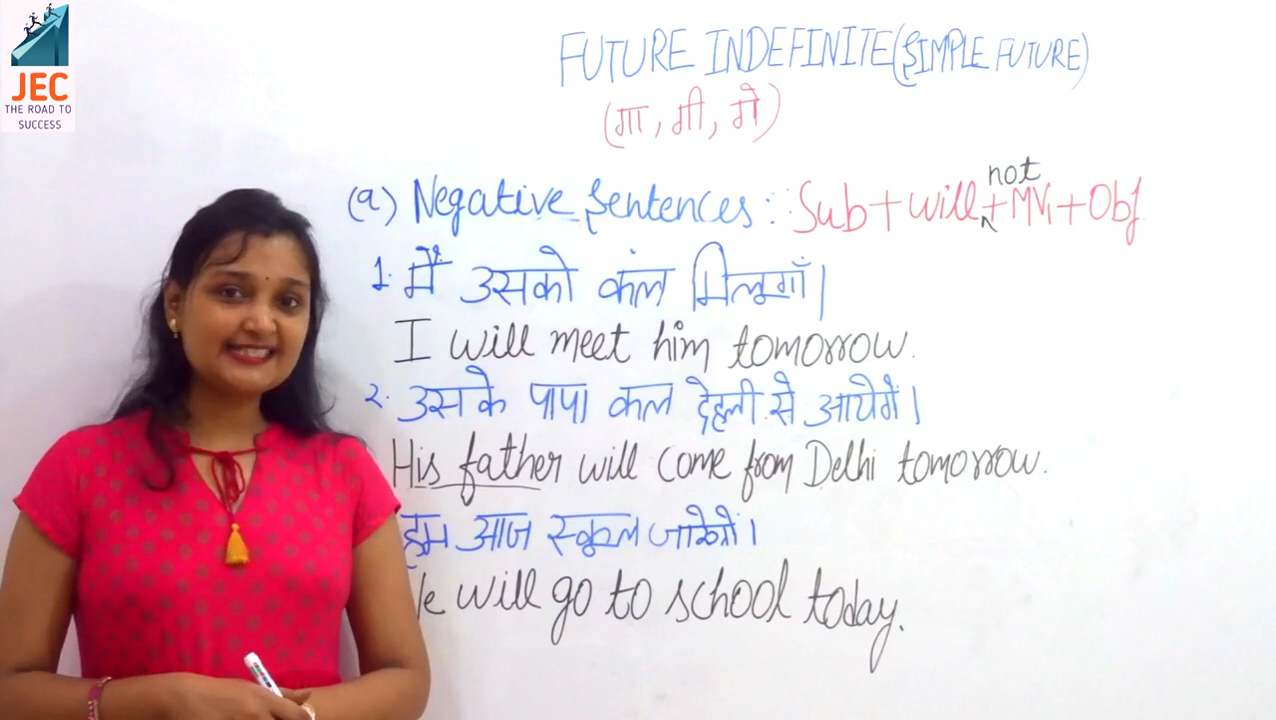 JEC
THE ROAD TO
SUCCESS
FUTURE INDEFINITE (SIMPLE FUTURE)
(गा, गी, गे)
(a) Negative Sentences :: Sub + will + not MV1 + Obj
1. मैं उसको कल मिलूगाँ।
I will meet him tomorrow.
2. उसके पापा कल देहली से आयेगें।
His father will come from Delhi tomorrow.
हम आज स्कूल जायेगें।
We will go to school today.